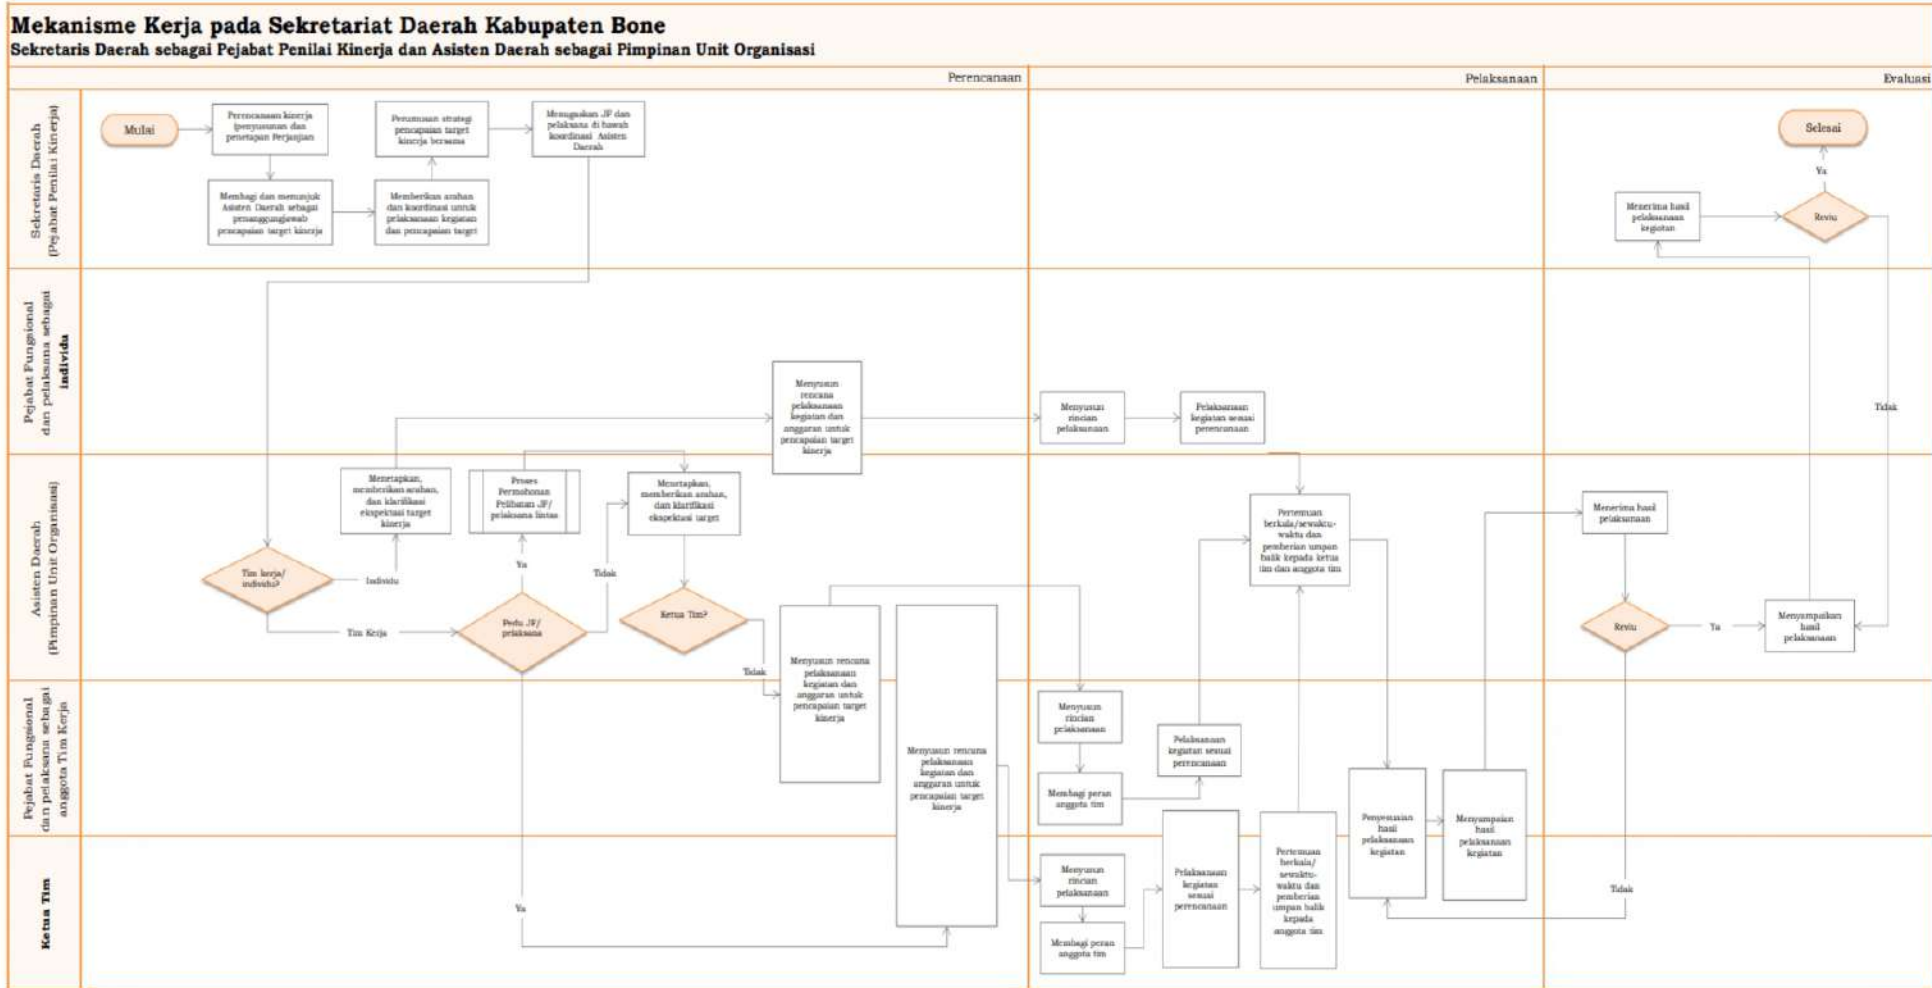 Mekanisme Kerja pada Sekretariat Daerah Kabupaten Bone
Sekretaris Daerah sebagai Pejabat Penilai Kinerja dan Asisten Daerah sebagai Pimpinan Unit Organisasi
Perencanaan
Pelaksanaan
Evaluasi
Sekretaris Daerah
(Pejabat Penilai Kinerja)
Mulai
Perencanaan kinerja
(penyusunan dan
penetapan Perjanjian
Membagi dan menunjuk
Asisten Daerah sebagai
penanggungjawab
pencapaian target kinerja
Memberikan arahan
dan koordinasi untuk
pelaksanaan kegiatan
dan pencapaian target
Perumusan strategi
pencapaian target
kinerja bersama
Menugaskan JF dan
pelaksana di bawah
koordinasi Asisten
Daerah
Menerima hasil
pelaksanaan
kegiatan
Reviu
Ya
Selesai
Tidak
Pejabat Fungsional
dan pelaksana sebagai
individu
Menyusun
rencana
pelaksanaan
kegiatan dan
anggaran untuk
pencapaian target
kinerja
Menyusun
rincian
pelaksanaan
Pelaksanaan
kegiatan sesuai
perencanaan
Asisten Daerah
(Pimpinan Unit Organisasi)
Tim kerja/
individu?
Individu
Tim Kerja
Menetapkan,
memberikan arahan,
dan klarifikasi
ekspektasi target
kinerja
Proses
Permohonan
Pelibatan JF/
pelaksana lintas
Ya
Perlu JF/
pelaksana
Tidak
Menetapkan,
memberikan arahan,
dan klarifikasi
ekspektasi target
Ketua Tim?
Tidak
Menyusun rencana
pelaksanaan
kegiatan dan
anggaran untuk
pencapaian target
kinerja
Pertemuan
berkala/sewaktu-
waktu dan
pemberian umpan
balik kepada ketua
tim dan anggota tim
Menerima hasil
pelaksanaan
Reviu
Ya
Menyampaikan
hasil
pelaksanaan
Pejabat Fungsional
dan pelaksana sebagai
anggota Tim Kerja
Menyusun rencana
pelaksanaan
kegiatan dan
anggaran untuk
pencapaian target
kinerja
Menyusun
rincian
pelaksanaan
Membagi peran
anggota tim
Pelaksanaan
kegiatan sesuai
perencanaan
Penyesuaian
hasil
pelaksanaan
kegiatan
Menyampaian
hasil
pelaksanaan
kegiatan
Ketua Tim
Ya
Menyusun
rincian
pelaksanaan
Membagi peran
anggota tim
Pelaksanaan
kegiatan
sesuai
perencanaan
Pertemuan
berkala/
sewaktu-
waktu dan
pemberian
umpan balik
kepada
anggota tim
Tidak